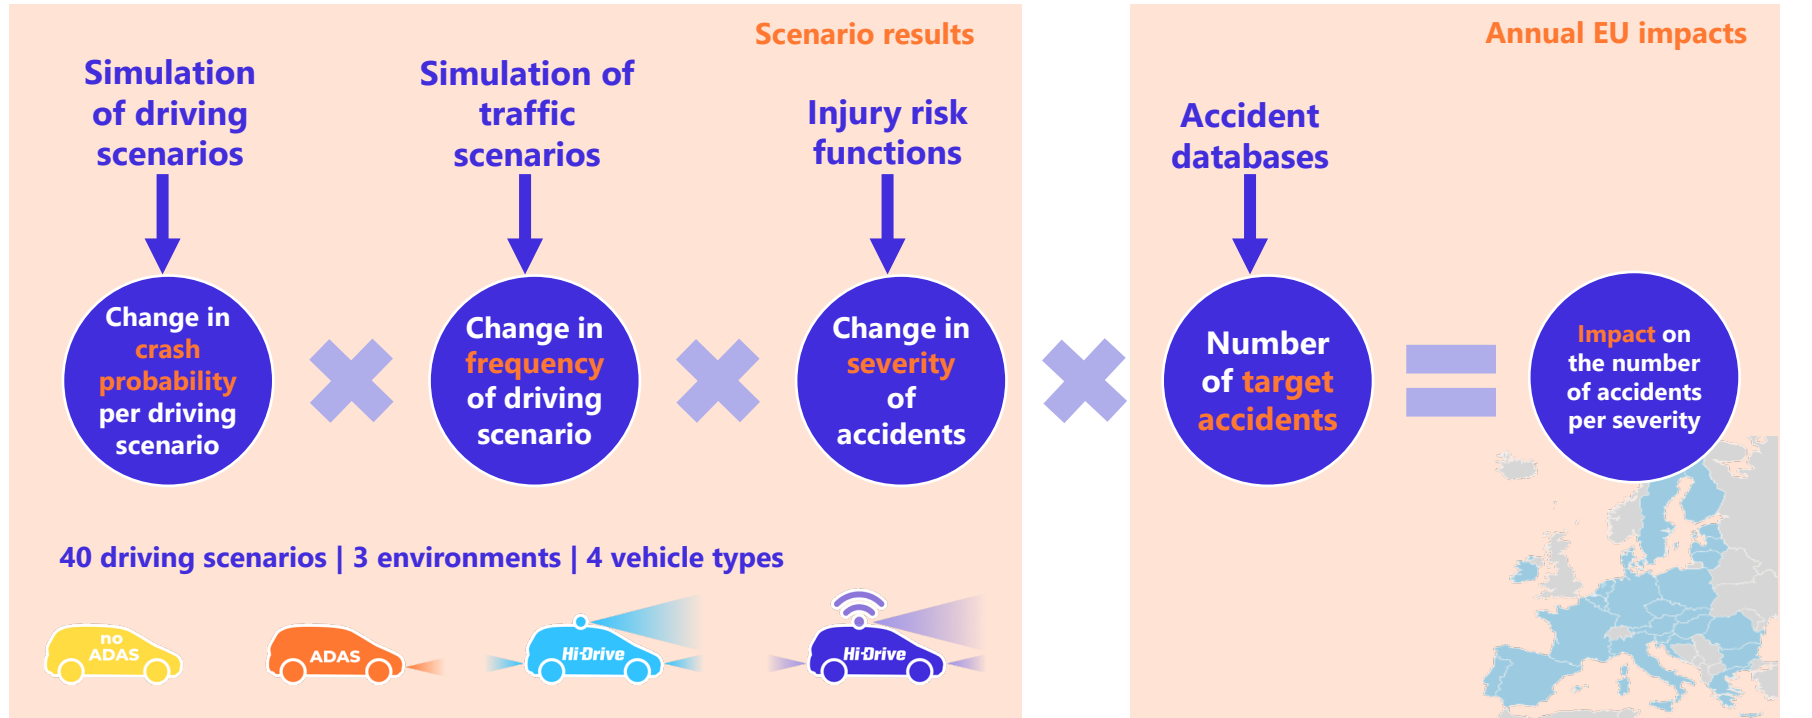 Scenario results
Annual EU impacts
Simulation
of driving
scenarios
Simulation of
traffic
scenarios
Injury risk
functions
Accident
databases
Change in
crash
probability
per driving
scenario
Change in
frequency
of driving
scenario
Change in
severity
of
accidents
Number
of target
accidents
Impact on
the number
of accidents
per severity
40 driving scenarios | 3 environments | 4 vehicle types
no
ADAS
ADAS
Hi-Drive
Hi-Drive